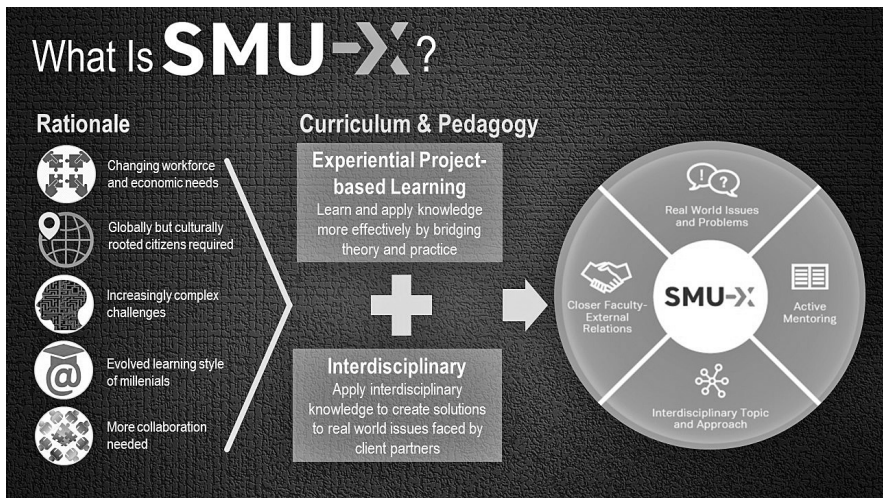 What Is SMU-X?
Rationale
Changing workforce
and economic needs
Globally but culturally
rooted citizens required
Increasingly complex
challenges
@
Evolved learning style
of millenials
More collaboration
needed
Curriculum & Pedagogy
Experiential Project-
based Learning
Learn and apply knowledge
more effectively by bridging
theory and practice
Interdisciplinary
Apply interdisciplinary
knowledge to create solutions
to real world issues faced by
client partners
! ?
Real World Issues
and Problems
Closer Faculty-
External
Relations
SMU-X
Active
Mentoring
Interdisciplinary Topic
and Approach